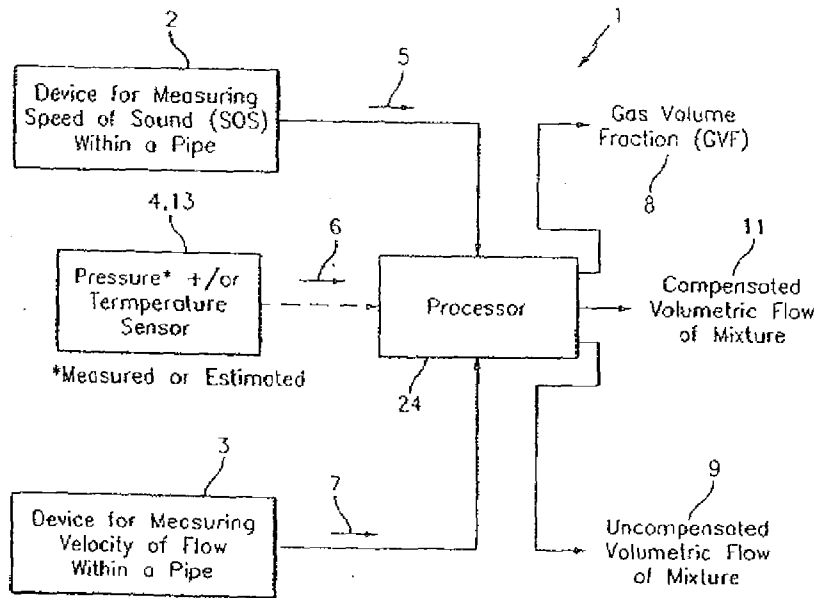 2
Device for Measuring
Speed of Sound (SOS)
Within a Pipe
5
1
Gas Volume
Fraction (GVF)
8
4,13
Pressure* +/or
Termperature
Sensor
*Measured or Estimated
6
Processor
24
11
Compensated
Volumetric Flow
of Mixture
3
Device for Measuring
Velocity of Flow
Within a Pipe
7
9
Uncompensated
Volumetric Flow
of Mixture